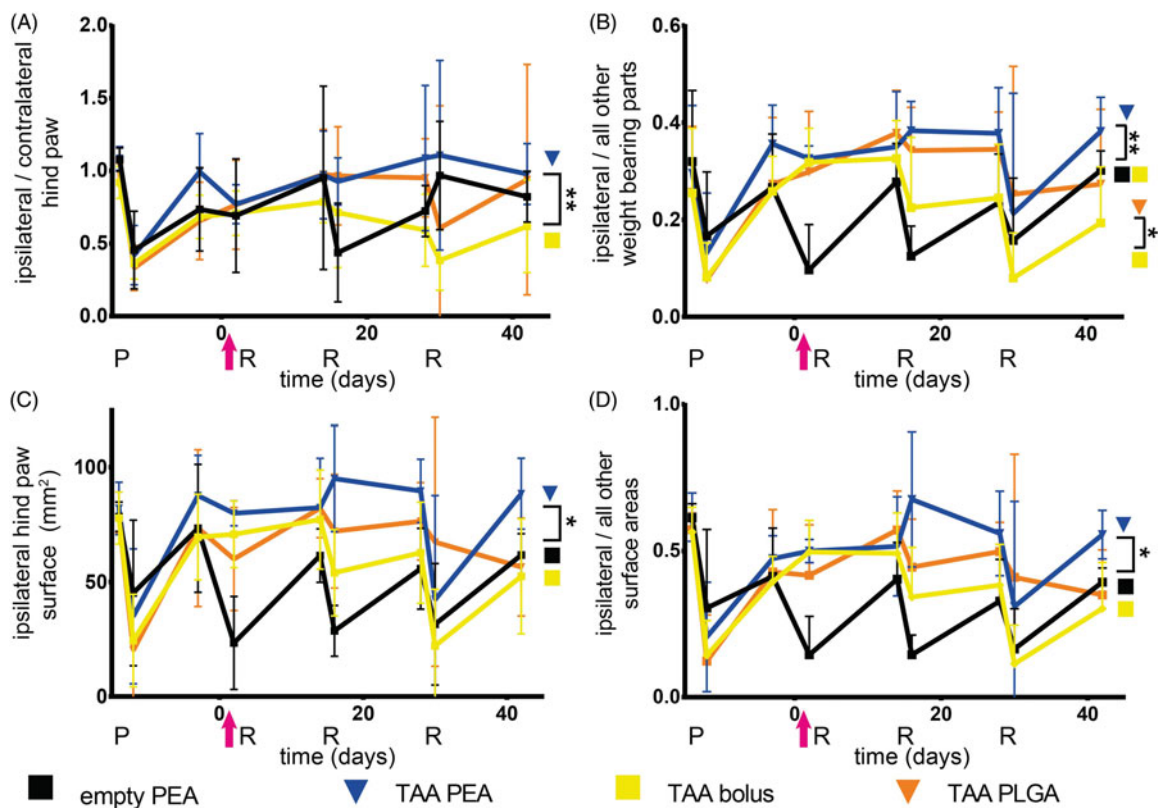 (A)
2.0
1.5
1.0
0.5
0.0
ipsilateral / contralateral
hind paw
**
0 20 40
P R R R
time (days)
(B)
0.6
0.4
0.2
0.0
ipsilateral / all other
weight bearing parts
**
*
0 20 40
P R R R
time (days)
(C)
100
50
0
ipsilateral hind paw
surface (mm²)
*
0 20 40
P R R R
time (days)
(D)
1.0
0.5
0.0
ipsilateral / all other
surface areas
*
0 20 40
P R R R
time (days)
empty PEA TAA PEA TAA bolus TAA PLGA